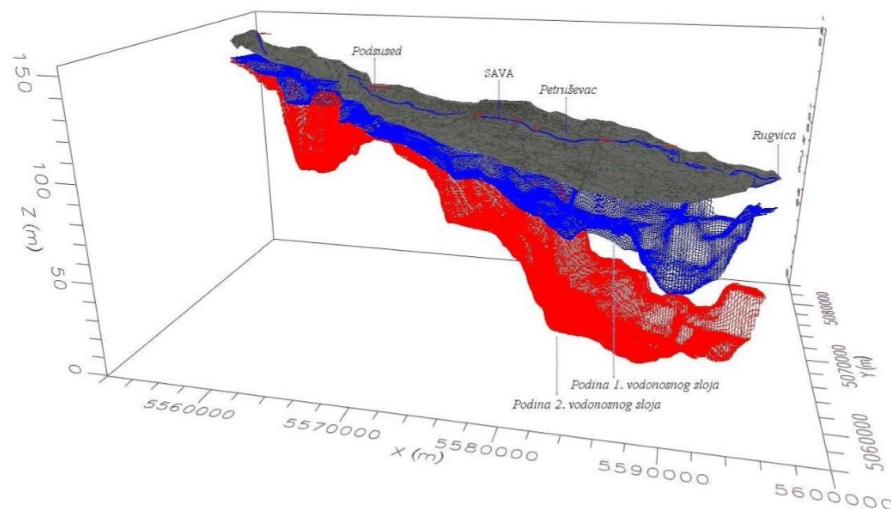 Podsused
SAVA
Petruševac
Rugvica
150
100
50
0
Z (m)
Podina 1. vodonosnog sloja
Podina 2. vodonosnog sloja
5560000
5570000
5580000
5590000
5600000
X (m)
5080000
5070000
5060000
Y (m)